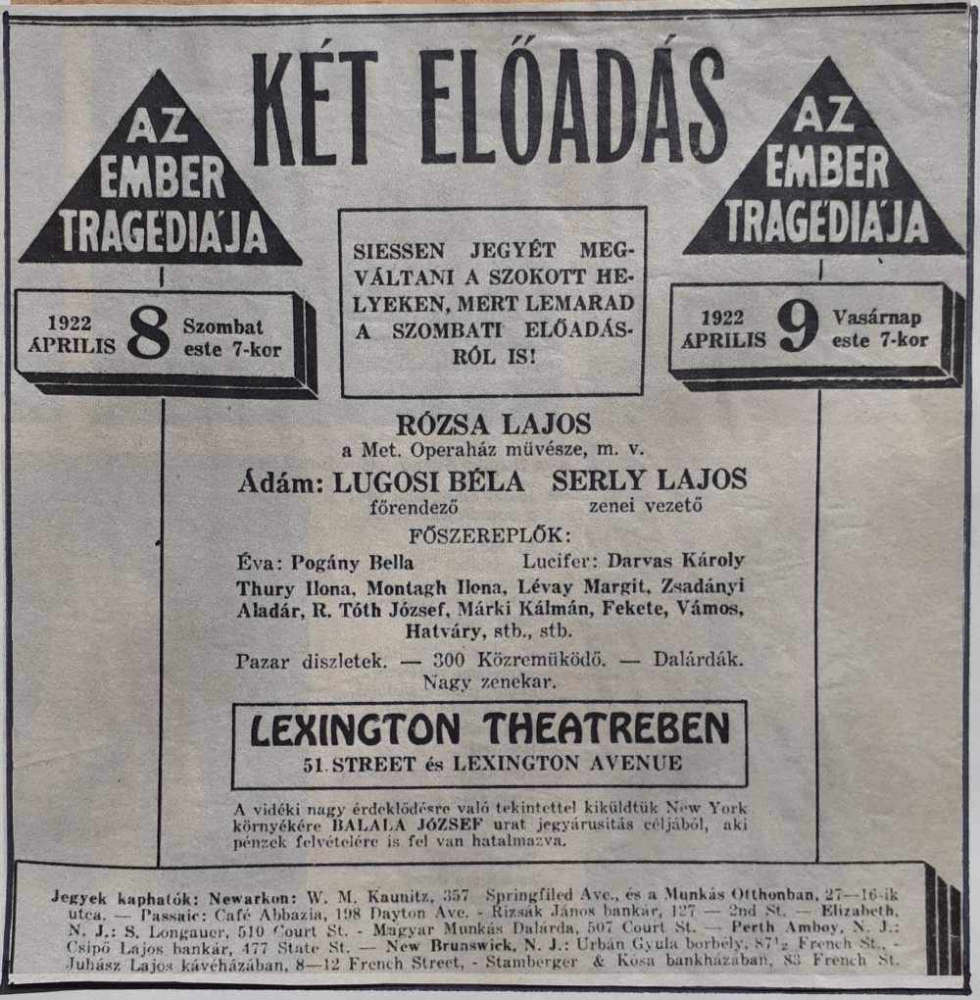 KÉT ELŐADÁS
AZ
EMBER
TRAGÉDIÁJA
1922
ÁPRILIS
8
Szombat
este 7-kor
SIESSEN JEGYÉT MEG-
VÁLTANI A SZOKOTT HE-
LYEKEN, MERT LEMARAD
A SZOMBATI ELŐADÁS-
RÓL IS!
AZ
EMBER
TRAGÉDIÁJA
1922
ÁPRILIS
9
Vasárnap
este 7-kor
RÓZSA LAJOS
a Met. Operaház müvésze, m. v.
Ádám: LUGOSI BÉLA SERLY LAJOS
főrendező zenei vezető
FŐSZEREPLŐK:
Éva: Pogány Bella Lucifer: Darvas Károly
Thury Ilona, Montagh Ilona, Lévay Margit, Zsadányi
Aladár, R. Tóth József, Márki Kálmán, Fekete, Vámos,
Hatváry, stb., stb.
Pazar diszletek. — 300 Közremüködő. — Dalárdák.
Nagy zenekar.
LEXINGTON THEATREBEN
51. STREET és LEXINGTON AVENUE
A vidéki nagy érdeklődésre való tekintettel kiküldtük New York
környékére BALALA JÓZSEF urat jegyárusitás céljából, aki
pénzek felvételére is fel van hatalmazva.
Jegyek kaphatók: Newarkon: W. M. Kaunitz, 357 Springfiled Ave., és a Munkás Otthonban, 27—16-ik
utca. — Passaic: Café Abbazia, 198 Dayton Ave. - Rizsák János bankár, 127 — 2nd St. — Elizabeth,
N. J.: S. Longauer, 510 Court St. - Magyar Munkás Dalárda, 507 Court St. — Perth Amboy, N. J.:
Csipő Lajos bankár, 477 State St. — New Brunswick, N. J.: Urbán Gyula borbély, 87½ French St., -
Juhász Lajos kávéházában, 8—12 French Street, - Stamberger & Kósa bankházában, 83 French St.